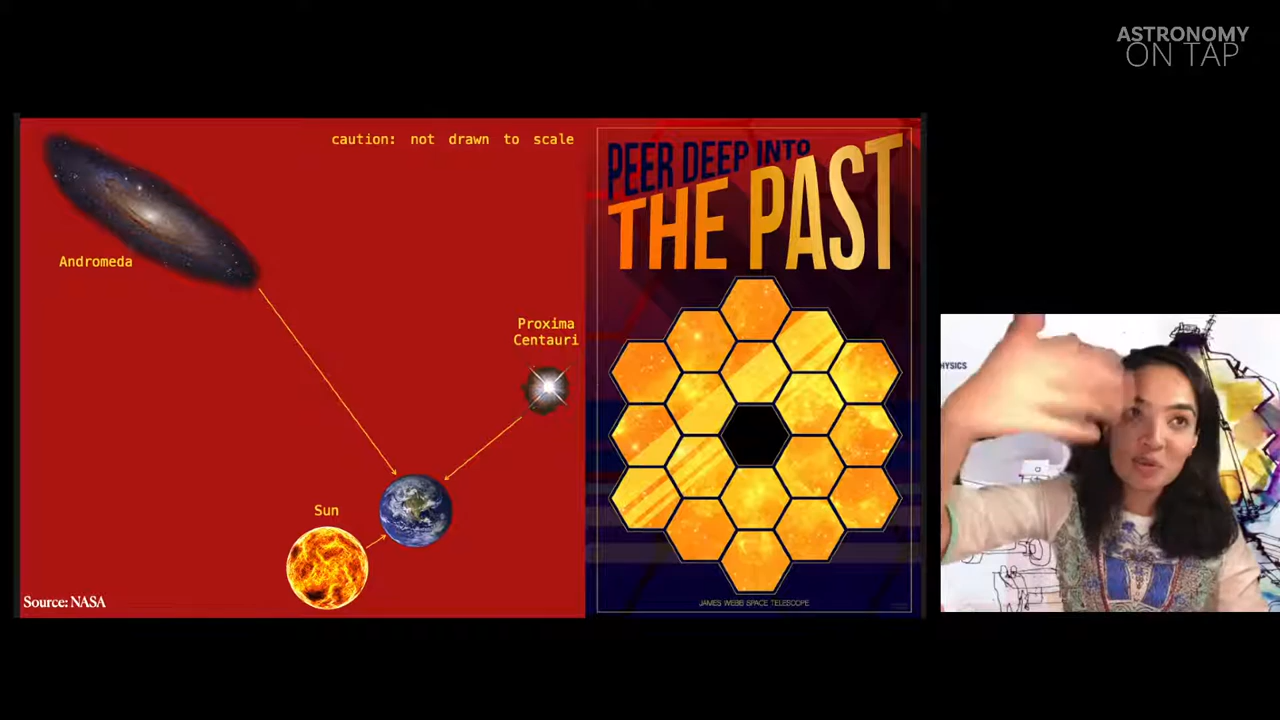 ASTRONOMY
ON TAP
caution: not drawn to scale
Andromeda
Proxima
Centauri
Sun
Source: NASA
PEER DEEP INTO
THE PAST
JAMES WEBB SPACE TELESCOPE
HYSICS